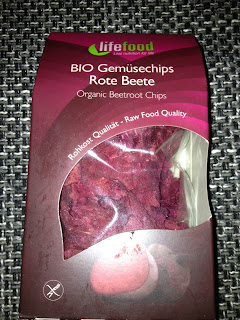 lifefood
BIO Gemüsechips
Rote Beete
Organic Beetroot Chips
Rohkost Qualität - Raw Food Quality